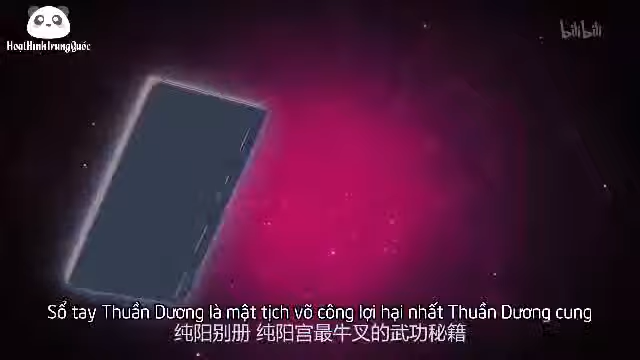 HoạtHìnhTrungQuốc
bilibili
Sổ tay Thuần Dương là mật tịch võ công lợi hại nhất Thuần Dương cung
纯阳别册 纯阳宫最牛叉的武功秘籍